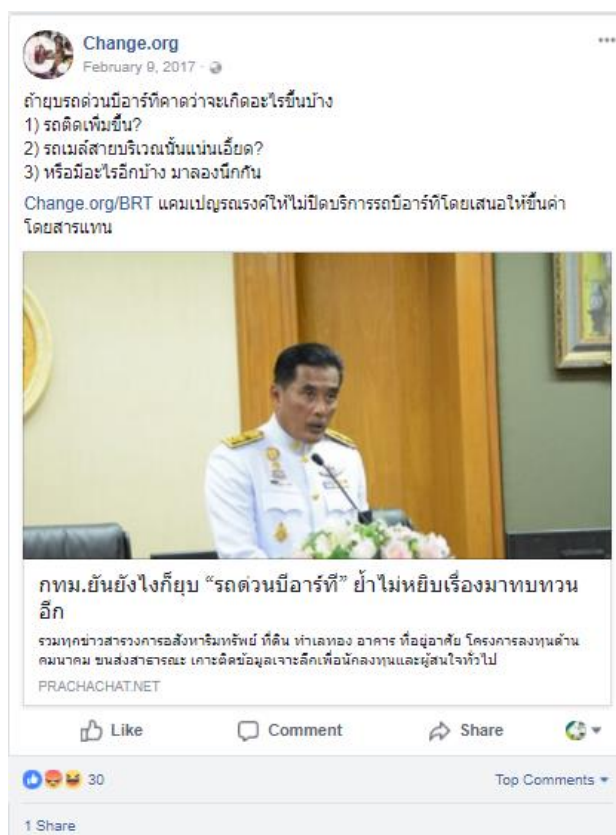 Change.org
February 9, 2017
ถ้ายุบรถด่วนบีอาร์ทีคาดว่าจะเกิดอะไรขึ้นบ้าง
1) รถติดเพิ่มขึ้น?
2) รถเมล์สายบริเวณนั้นแน่นเอี้ยด?
3) หรือมีอะไรอีกบ้าง มาลองนึกกัน
Change.org/BRT แคมเปญรณรงค์ให้ไม่ปิดบริการรถบีอาร์ทีโดยเสนอให้ขึ้นค่า
โดยสารแทน
กทม.ยันยังไงก็ยุบ “รถด่วนบีอาร์ที” ย้ำไม่หยิบเรื่องมาทบทวน
อีก
รวมทุกข่าวสารวงการอสังหาริมทรัพย์ ที่ดิน ทำเลทอง อาคาร ที่อยู่อาศัย โครงการลงทุนด้าน
คมนาคม ขนส่งสาธารณะ เกาะติดข้อมูลเจาะลึกเพื่อนักลงทุนและผู้สนใจทั่วไป
PRACHACHAT.NET
Like Comment Share
30 Top Comments
1 Share